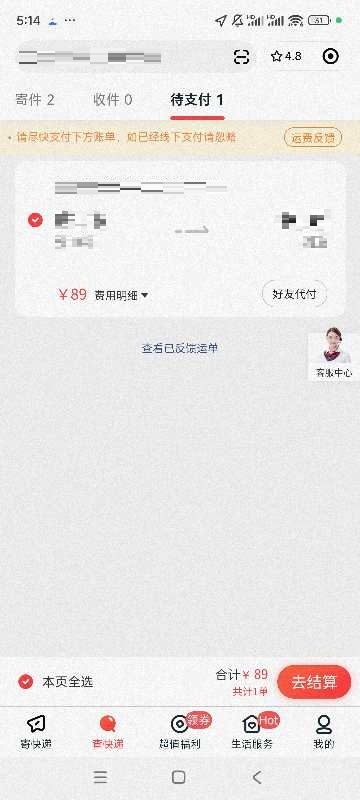 5:14 ...
31
4.8
寄件 2 收件 0 待支付 1
• 请尽快支付下方账单，如已经线下支付请忽略 运费反馈
￥89 费用明细 好友代付
查看已反馈运单
客服中心
本页全选 合计￥89 去结算
共计1单
领券 Hot
寄快递 查快递 超值福利 生活服务 我的